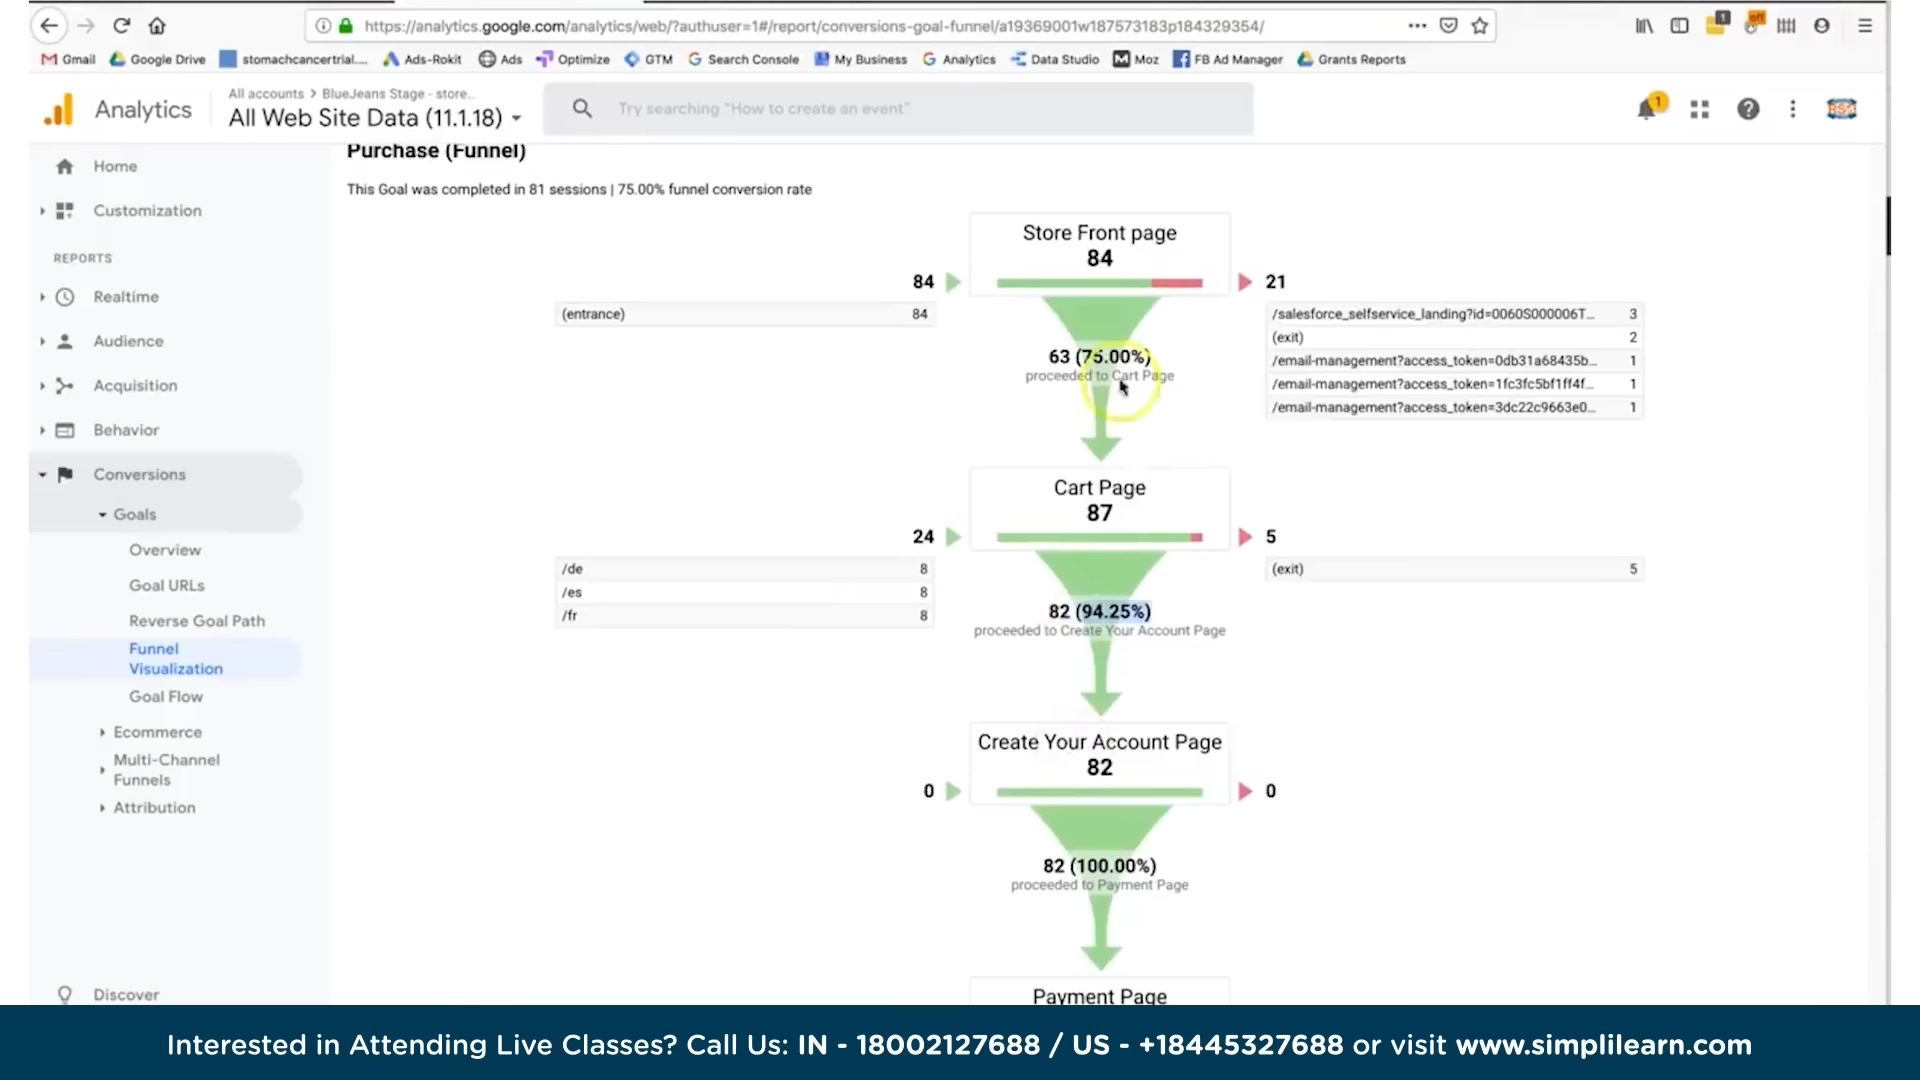 https://analytics.google.com/analytics/web/?authuser=1#/report/conversions-goal-funnel/a19369001w187573183p184329354/
1
off
Gmail Google Drive stomachcancertrial.... Ads-Rokit Ads Optimize GTM Search Console My Business Analytics Data Studio Moz FB Ad Manager Grants Reports
Analytics
All accounts > BlueJeans Stage - store...
All Web Site Data (11.1.18)
Try searching "How to create an event"
1
Home
Customization
REPORTS
Realtime
Audience
Acquisition
Behavior
Conversions
Goals
Overview
Goal URLs
Reverse Goal Path
Funnel
Visualization
Goal Flow
Ecommerce
Multi-Channel
Funnels
Attribution
Discover
Purchase (Funnel)
This Goal was completed in 81 sessions | 75.00% funnel conversion rate
Store Front page
84
84
21
(entrance) 84
/salesforce_selfservice_landing?id=0060S000006T... 3
(exit) 2
/email-management?access_token=0db31a68435b... 1
/email-management?access_token=1fc3fc5bf1ff4f... 1
/email-management?access_token=3dc22c9663e0... 1
63 (75.00%)
proceeded to Cart Page
Cart Page
87
24
5
/de 8
/es 8
/fr 8
(exit) 5
82 (94.25%)
proceeded to Create Your Account Page
Create Your Account Page
82
0
0
82 (100.00%)
proceeded to Payment Page
Payment Page
Interested in Attending Live Classes? Call Us: IN - 18002127688 / US - +18445327688 or visit www.simplilearn.com